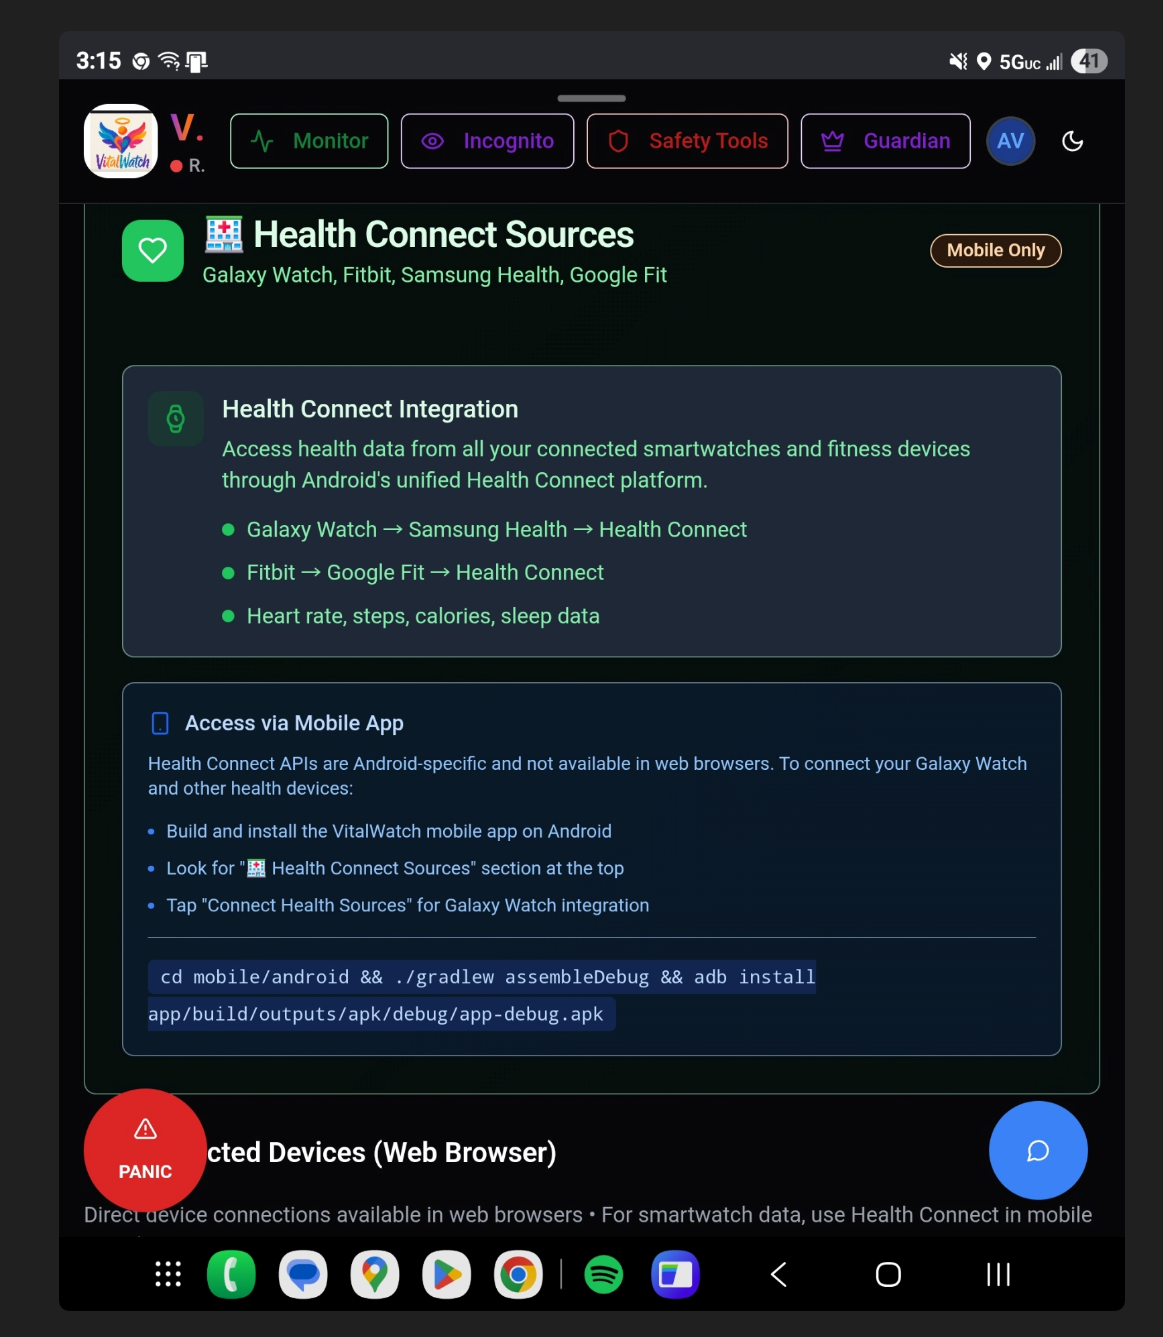 3:15
5G UC
41
VitalWatch
V.
R.
Monitor
Incognito
Safety Tools
Guardian
AV
🏥 Health Connect Sources
Galaxy Watch, Fitbit, Samsung Health, Google Fit
Mobile Only
Health Connect Integration
Access health data from all your connected smartwatches and fitness devices
through Android's unified Health Connect platform.
Galaxy Watch → Samsung Health → Health Connect
Fitbit → Google Fit → Health Connect
Heart rate, steps, calories, sleep data
Access via Mobile App
Health Connect APIs are Android-specific and not available in web browsers. To connect your Galaxy Watch
and other health devices:
• Build and install the VitalWatch mobile app on Android
• Look for "🏥 Health Connect Sources" section at the top
• Tap "Connect Health Sources" for Galaxy Watch integration
cd mobile/android && ./gradlew assembleDebug && adb install
app/build/outputs/apk/debug/app-debug.apk
PANIC
cted Devices (Web Browser)
Direct device connections available in web browsers • For smartwatch data, use Health Connect in mobile